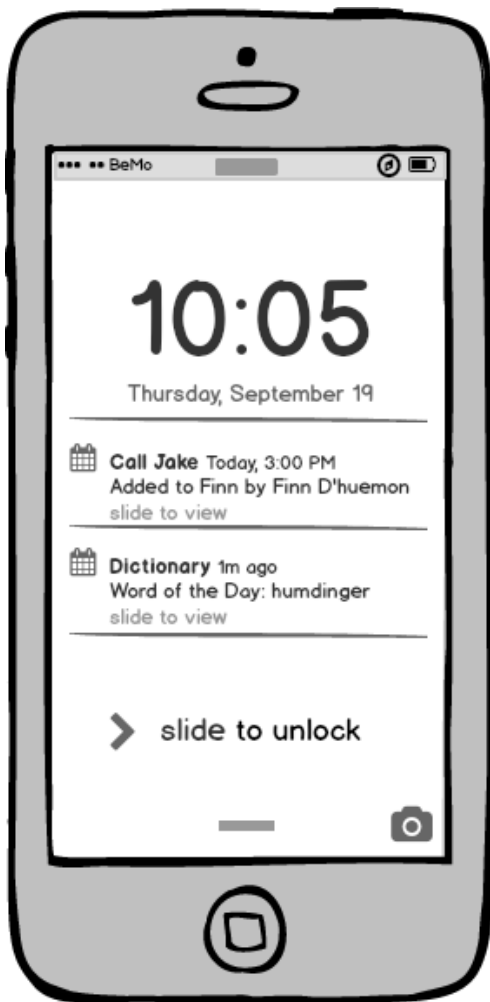 BeMo
10:05
Thursday, September 19
Call Jake Today, 3:00 PM
Added to Finn by Finn D'huemon
slide to view
Dictionary 1m ago
Word of the Day: humdinger
slide to view
slide to unlock